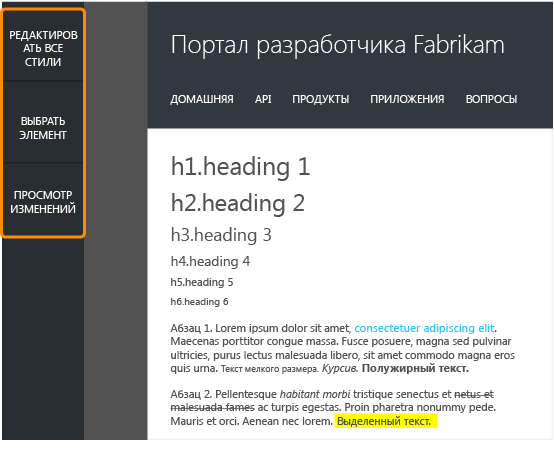 РЕДАКТИРОВ
АТЬ ВСЕ
СТИЛИ
ВЫБРАТЬ
ЭЛЕМЕНТ
ПРОСМОТР
ИЗМЕНЕНИЙ
Портал разработчика Fabrikam
ДОМАШНЯЯ API ПРОДУКТЫ ПРИЛОЖЕНИЯ ВОПРОСЫ
h1.heading 1
h2.heading 2
h3.heading 3
h4.heading 4
h5.heading 5
h6.heading 6
Абзац 1. Lorem ipsum dolor sit amet, consectetuer adipiscing elit.
Maecenas porttitor congue massa. Fusce posuere, magna sed pulvinar
ultricies, purus lectus malesuada libero, sit amet commodo magna eros
quis urna. Текст мелкого размера. Курсив. Полужирный текст.
Абзац 2. Pellentesque habitant morbi tristique senectus et netus et
malesuada fames ac turpis egestas. Proin pharetra nonummy pede.
Mauris et orci. Aenean nec lorem. Выделенный текст.